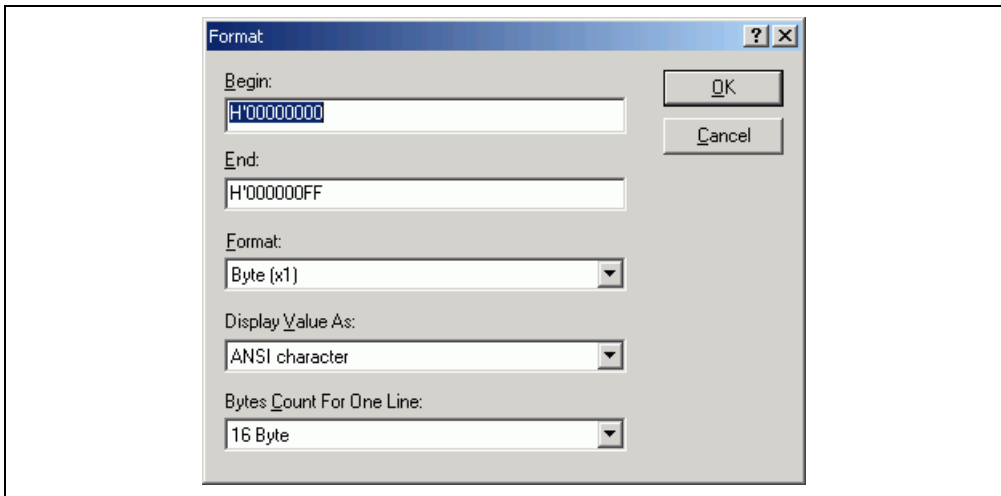 Format
Begin:
OK
H'00000000
Cancel
End:
H'000000FF
Format:
Byte (x1)
Display Value As:
ANSI character
Bytes Count For One Line:
16 Byte